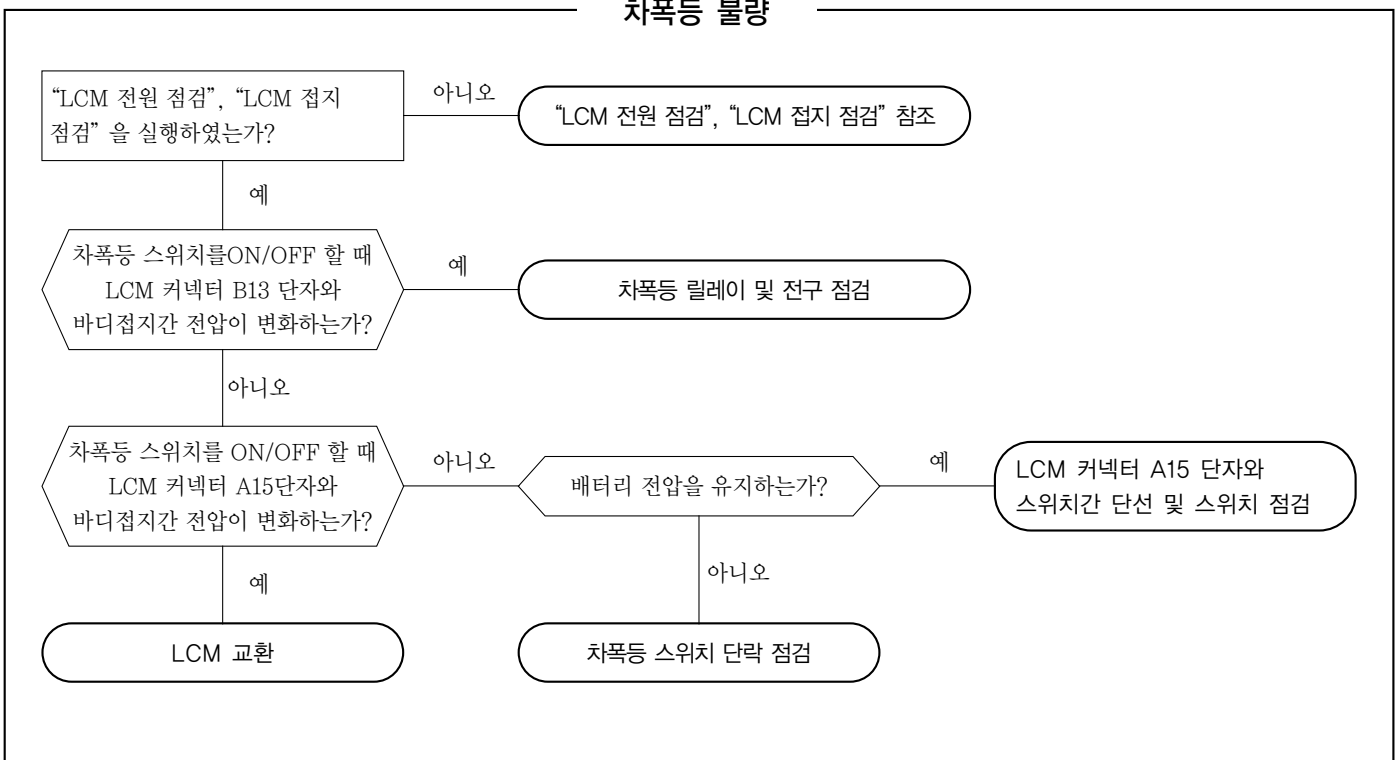 차폭등 불량
“LCM 전원 점검”, “LCM 접지
점검” 을 실행하였는가?
아니오
“LCM 전원 점검”, “LCM 접지 점검” 참조
예
차폭등 스위치를ON/OFF 할 때
LCM 커넥터 B13 단자와
바디접지간 전압이 변화하는가?
예
차폭등 릴레이 및 전구 점검
아니오
차폭등 스위치를 ON/OFF 할 때
LCM 커넥터 A15단자와
바디접지간 전압이 변화하는가?
아니오
배터리 전압을 유지하는가?
예
LCM 커넥터 A15 단자와
스위치간 단선 및 스위치 점검
예
LCM 교환
아니오
차폭등 스위치 단락 점검